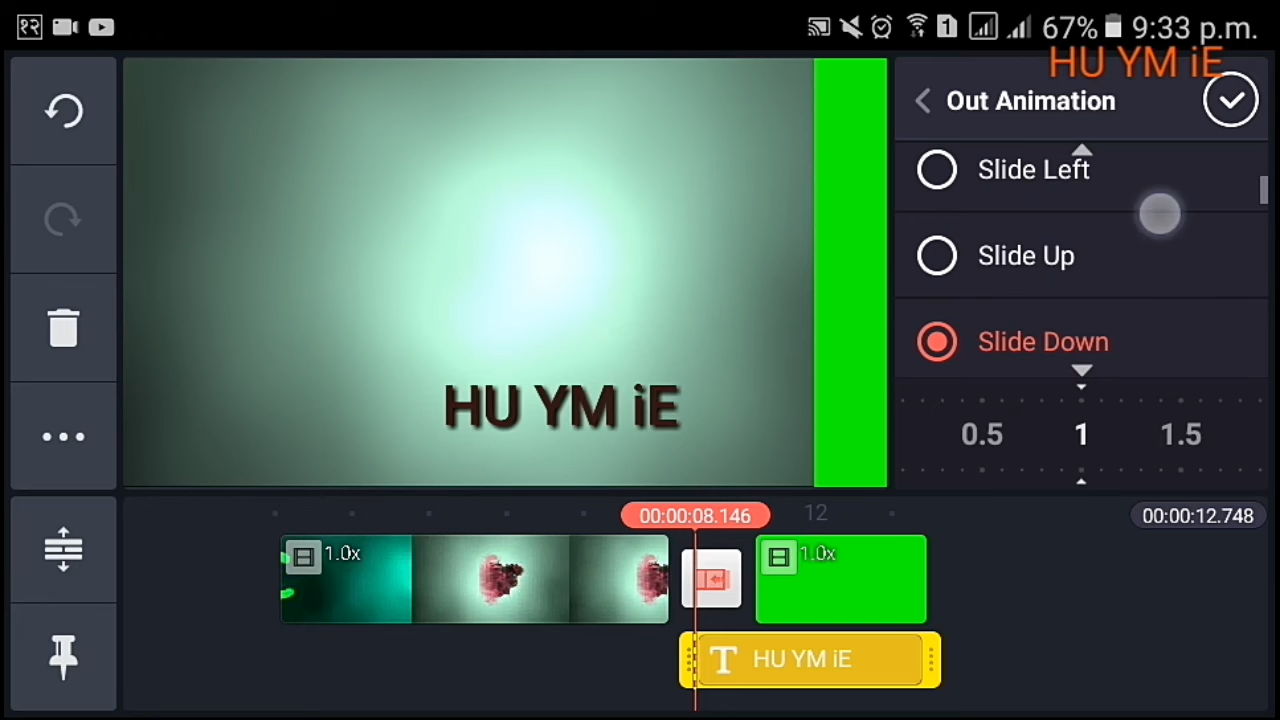 १२ 1 67% 9:33 p.m.
HU YM iE
Out Animation
Slide Left
Slide Up
Slide Down
0.5 1 1.5
HU YM iE
00:00:08.146 12 00:00:12.748
1.0x 1.0x
T HU YM iE